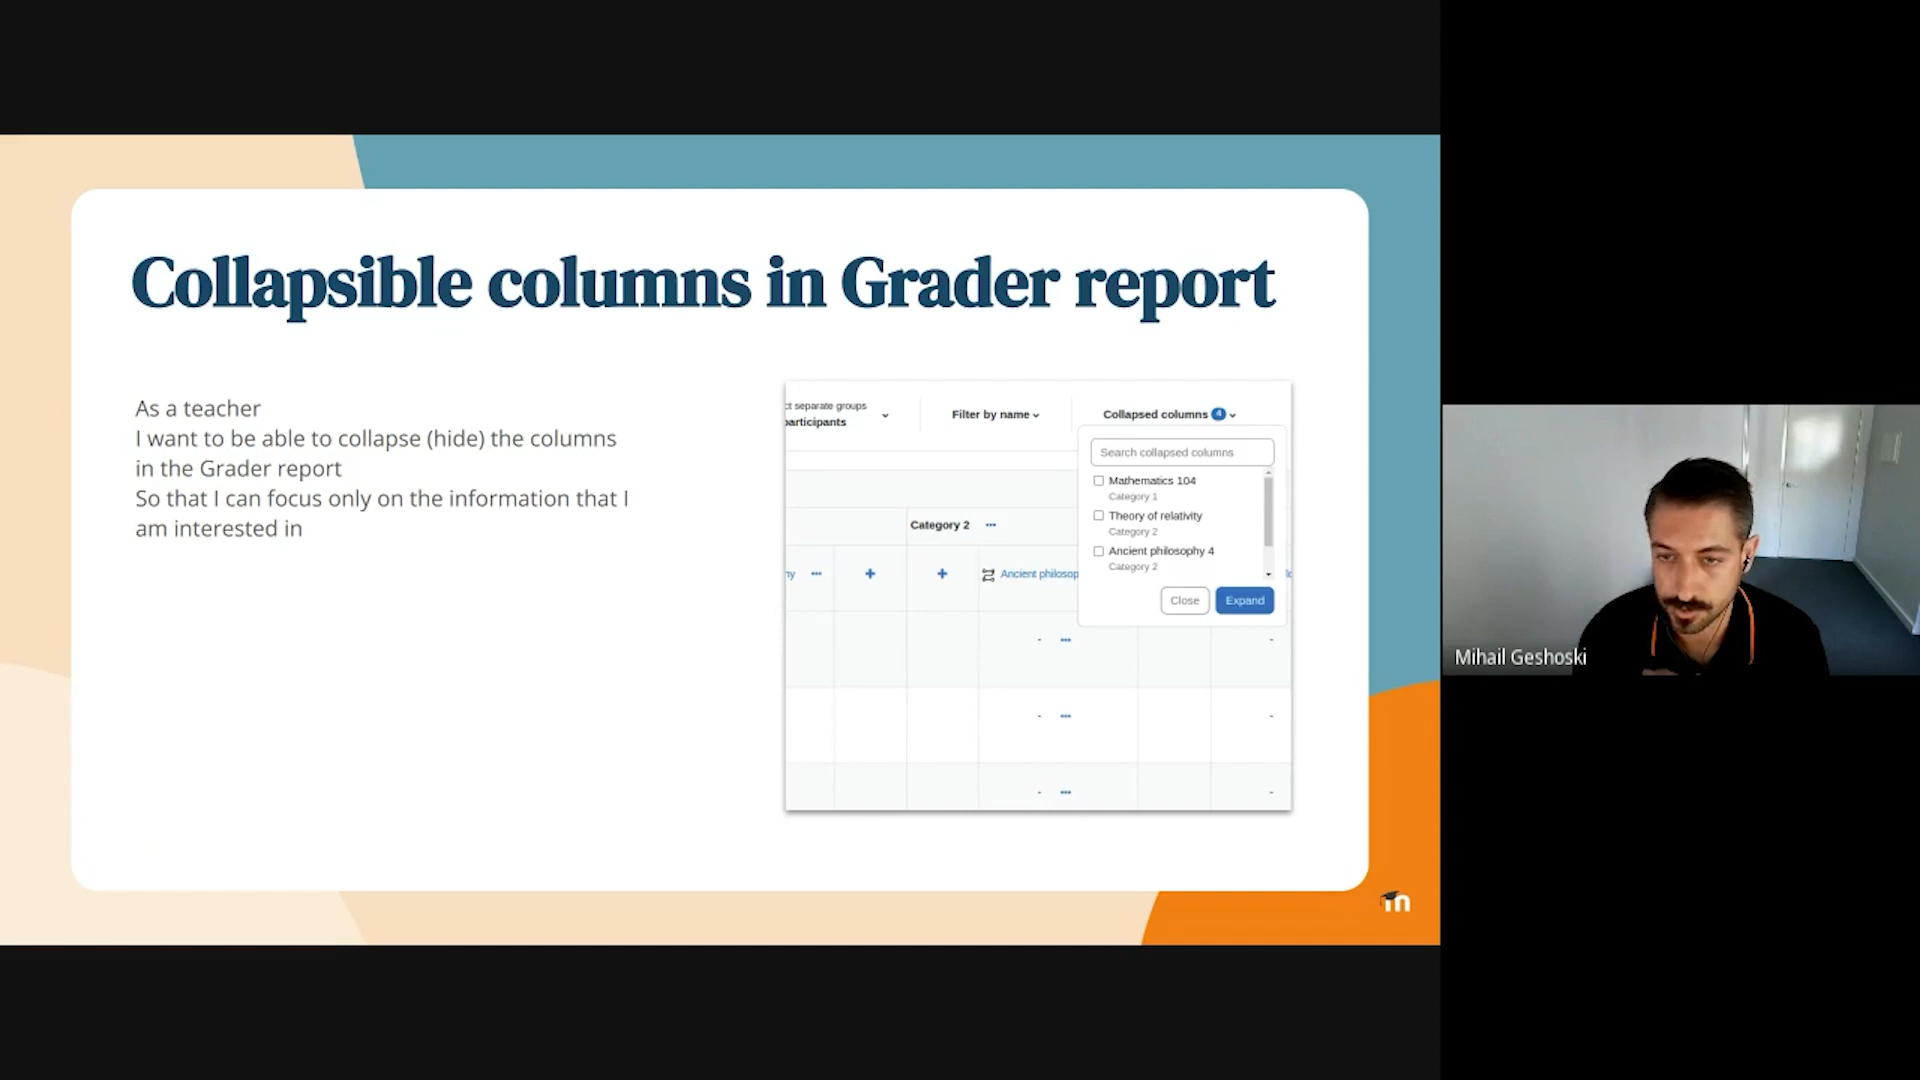 Collapsible columns in Grader report
As a teacher
I want to be able to collapse (hide) the columns
in the Grader report
So that I can focus only on the information that I
am interested in
ct separate groups
participants
Filter by name
Collapsed columns 4
Search collapsed columns
Mathematics 104
Category 1
Theory of relativity
Category 2
Ancient philosophy 4
Category 2
Close
Expand
Category 2
hy
Ancient philosop
Mihail Geshoski
m